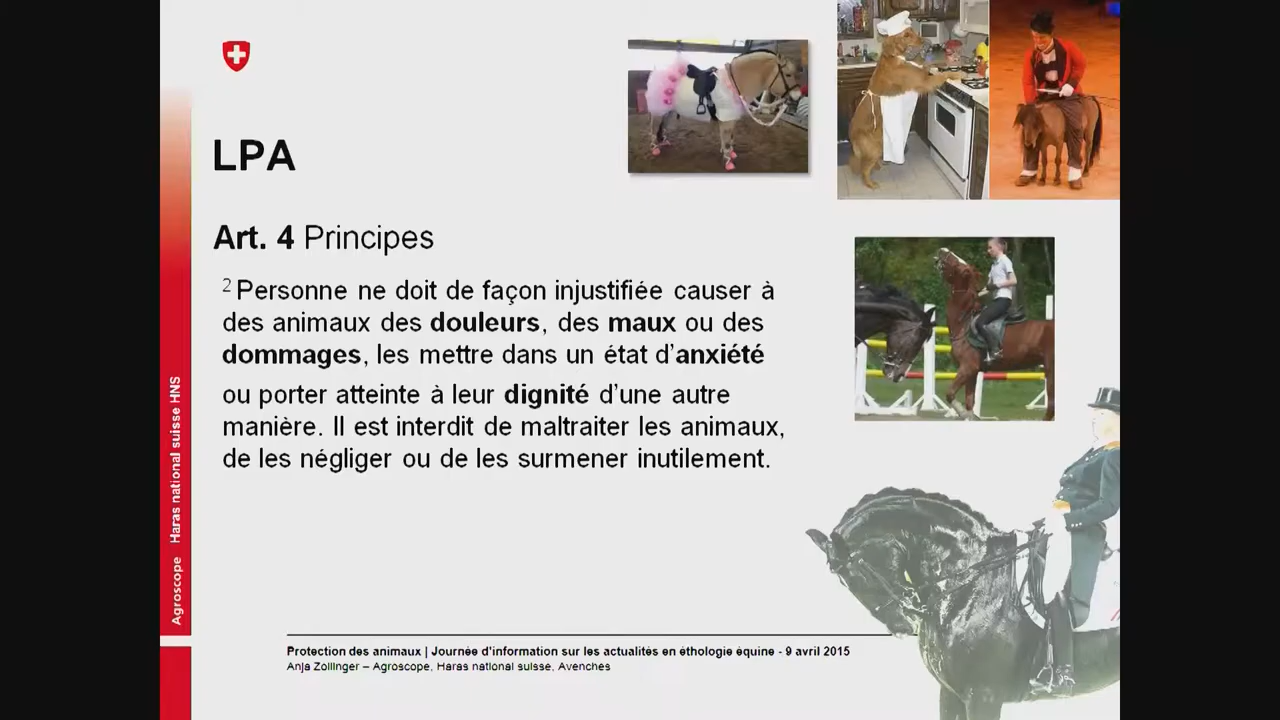 LPA
Art. 4 Principes
2 Personne ne doit de façon injustifiée causer à
des animaux des douleurs, des maux ou des
dommages, les mettre dans un état d’anxiété
ou porter atteinte à leur dignité d’une autre
manière. Il est interdit de maltraiter les animaux,
de les négliger ou de les surmener inutilement.
Agroscope Haras national suisse HNS
Protection des animaux | Journée d’information sur les actualités en éthologie équine - 9 avril 2015
Anja Zollinger – Agroscope, Haras national suisse, Avenches